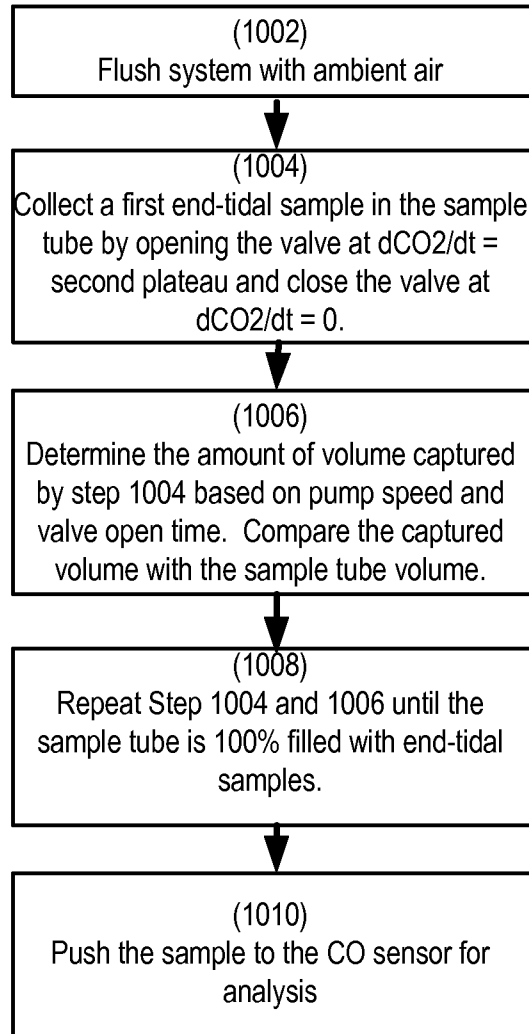 (1002)
Flush system with ambient air
(1004)
Collect a first end-tidal sample in the sample
tube by opening the valve at dCO2/dt =
second plateau and close the valve at
dCO2/dt = 0.
(1006)
Determine the amount of volume captured
by step 1004 based on pump speed and
valve open time.  Compare the captured
volume with the sample tube volume.
(1008)
Repeat Step 1004 and 1006 until the
sample tube is 100% filled with end-tidal
samples.
(1010)
Push the sample to the CO sensor for
analysis